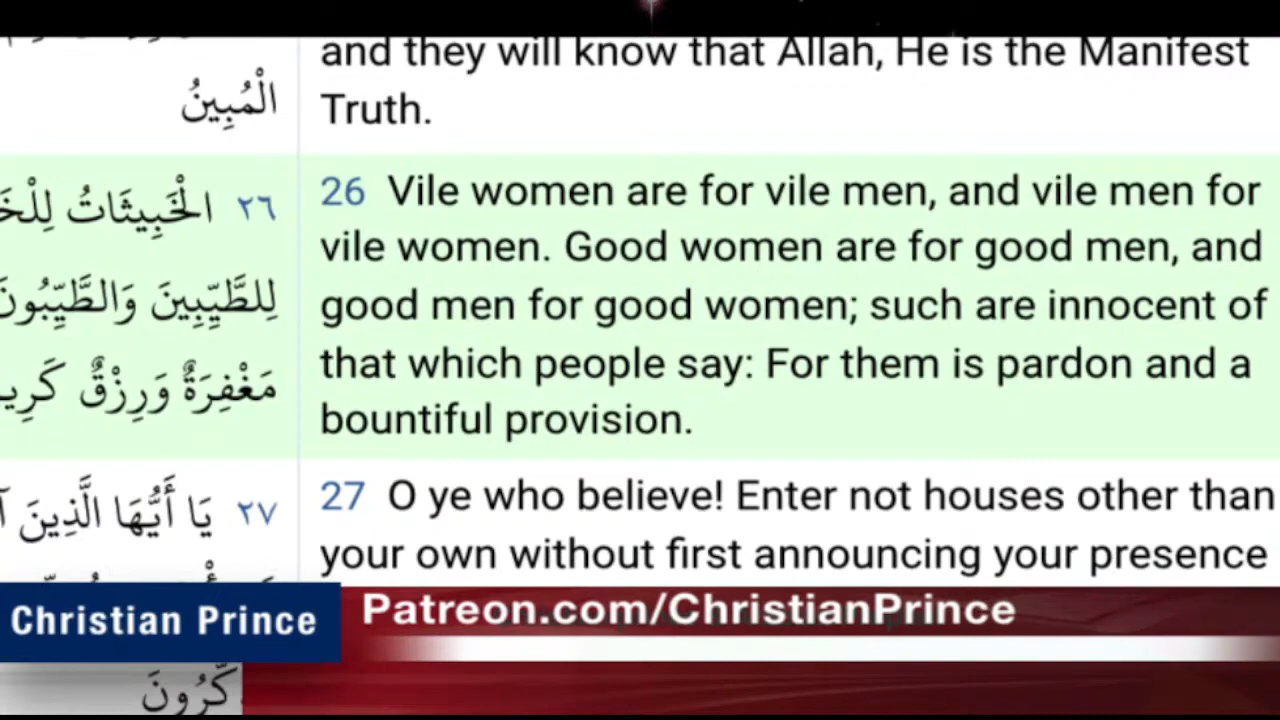 and they will know that Allah, He is the Manifest
الْمُبِينُ
Truth.
٢٦ الْخَبِيثَاتُ
26 Vile women are for vile men, and vile men for
vile women. Good women are for good men, and
لِلطَّيِّبِينَ وَالطَّيِّبُونَ
good men for good women; such are innocent of
that which people say: For them is pardon and a
مَغْفِرَةٌ وَرِزْقٌ
bountiful provision.
٢٧ يَا أَيُّهَا الَّذِينَ
27 O ye who believe! Enter not houses other than
your own without first announcing your presence
Christian Prince
Patreon.com/ChristianPrince